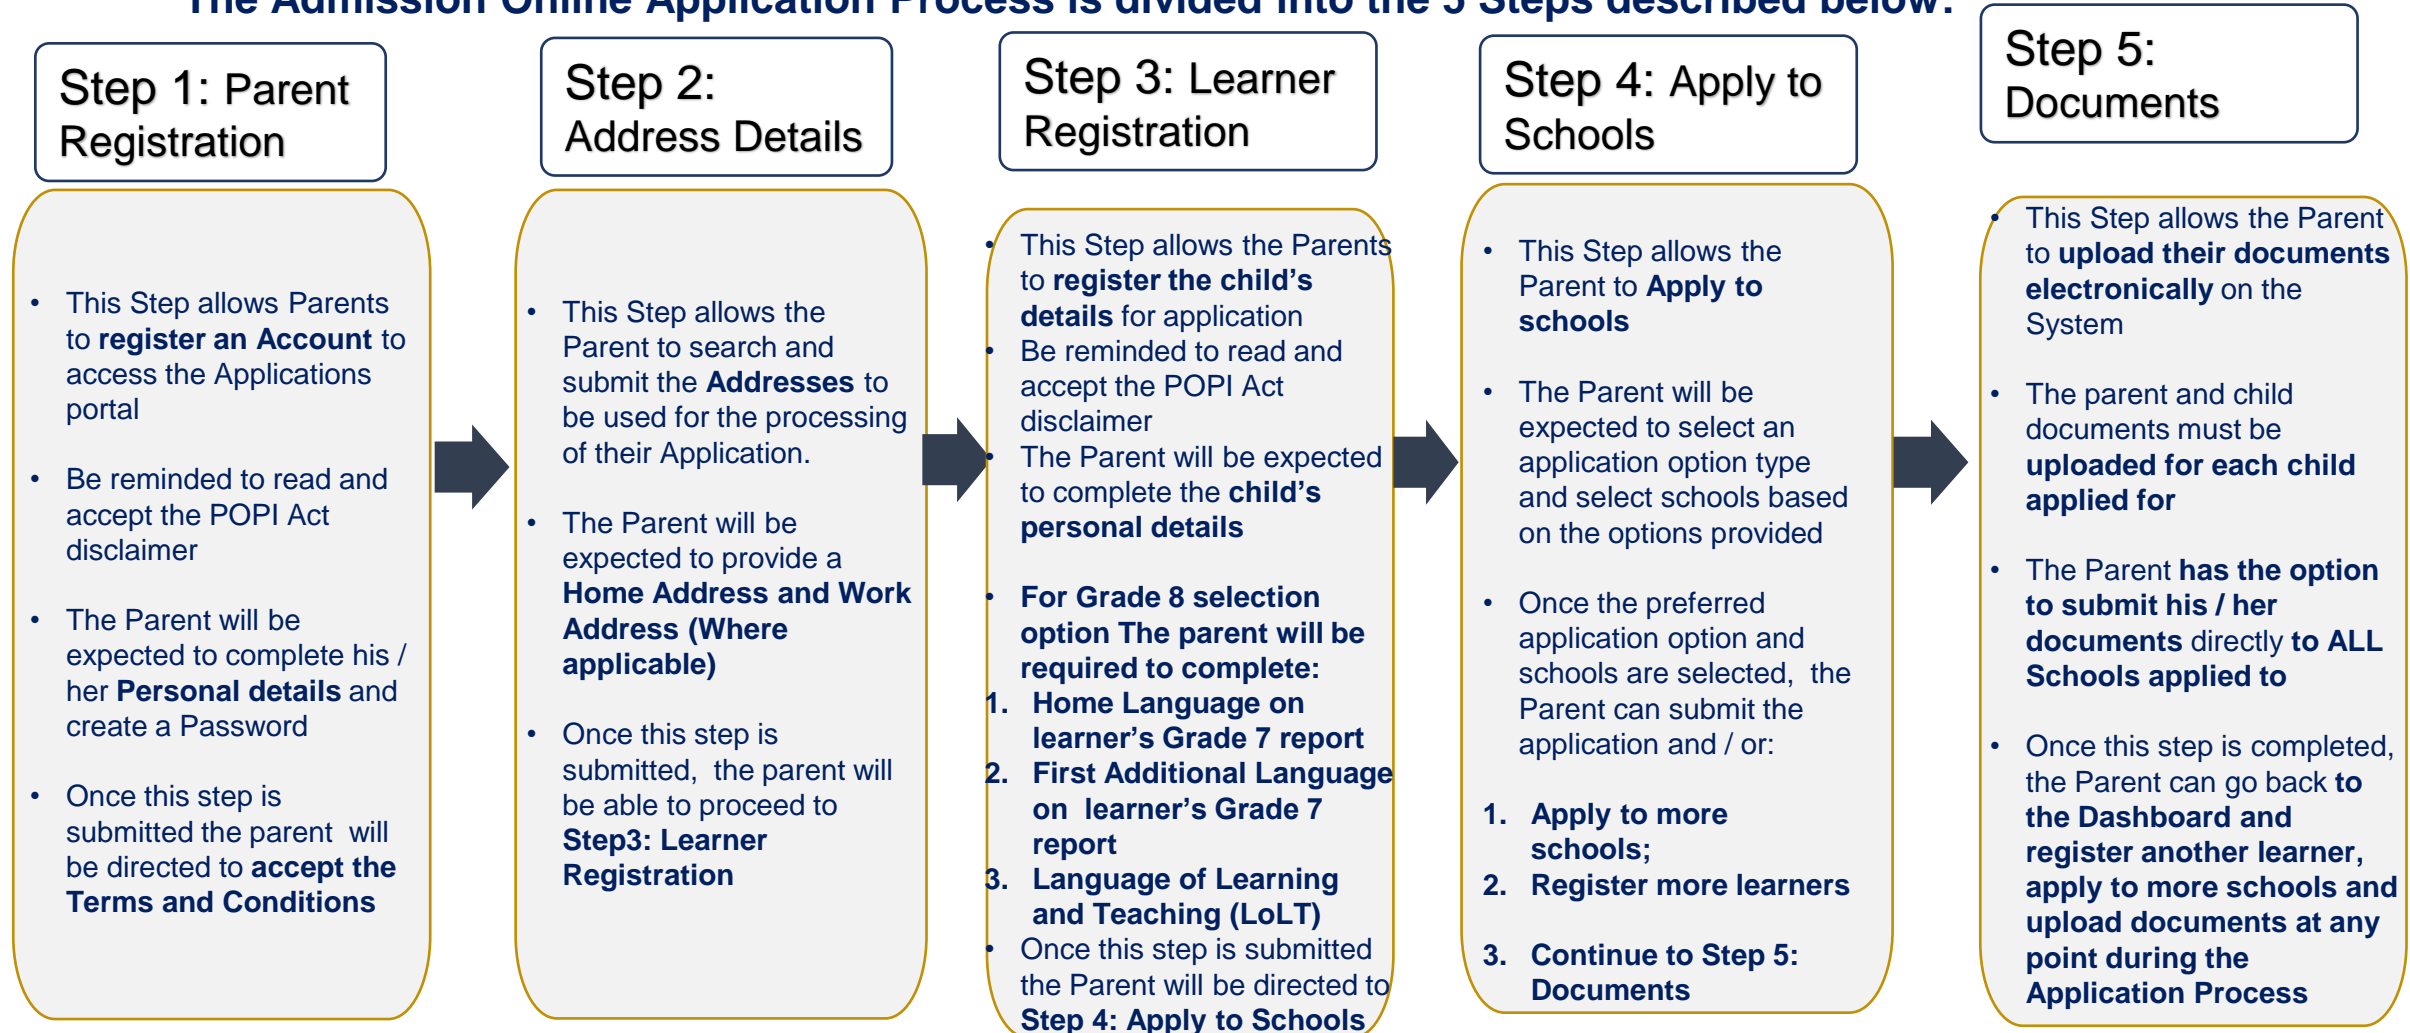 The Admission Online Application Process is divided into the 5 Steps described below:
Step 1: Parent
Registration
• This Step allows Parents
to register an Account to
access the Applications
portal
• Be reminded to read and
accept the POPI Act
disclaimer
• The Parent will be
expected to complete his /
her Personal details and
create a Password
• Once this step is
submitted the parent will
be directed to accept the
Terms and Conditions
Step 2:
Address Details
• This Step allows the
Parent to search and
submit the Addresses to
be used for the processing
of their Application.
• The Parent will be
expected to provide a
Home Address and Work
Address (Where
applicable)
• Once this step is
submitted, the parent will
be able to proceed to
Step3: Learner
Registration
Step 3: Learner
Registration
• This Step allows the Parents
to register the child’s
details for application
• Be reminded to read and
accept the POPI Act
disclaimer
• The Parent will be expected
to complete the child’s
personal details
• For Grade 8 selection
option The parent will be
required to complete:
1. Home Language on
learner’s Grade 7 report
2. First Additional Language
on learner’s Grade 7
report
3. Language of Learning
and Teaching (LoLT)
• Once this step is submitted
the Parent will be directed to
Step 4: Apply to Schools
Step 4: Apply to
Schools
• This Step allows the
Parent to Apply to
schools
• The Parent will be
expected to select an
application option type
and select schools based
on the options provided
• Once the preferred
application option and
schools are selected, the
Parent can submit the
application and / or:
1. Apply to more
schools;
2. Register more learners
3. Continue to Step 5:
Documents
Step 5:
Documents
• This Step allows the Parent
to upload their documents
electronically on the
System
• The parent and child
documents must be
uploaded for each child
applied for
• The Parent has the option
to submit his / her
documents directly to ALL
Schools applied to
• Once this step is completed,
the Parent can go back to
the Dashboard and
register another learner,
apply to more schools and
upload documents at any
point during the
Application Process